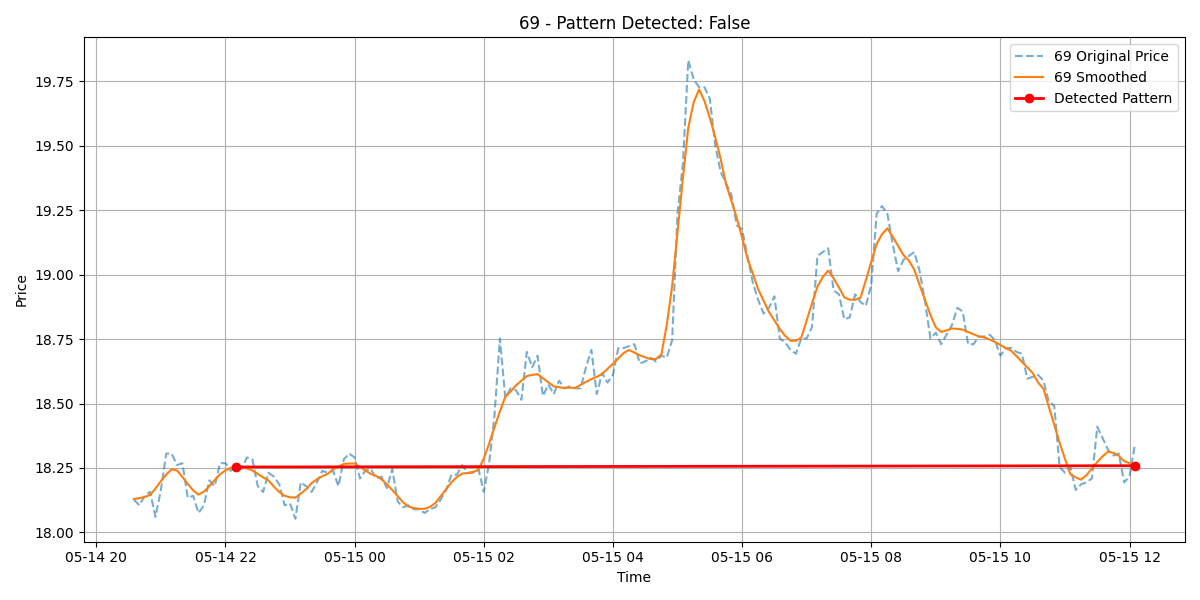 69 - Pattern Detected: False
69 Original Price
69 Smoothed
Detected Pattern
Price
19.75
19.50
19.25
19.00
18.75
18.50
18.25
18.00
05-14 20
05-14 22
05-15 00
05-15 02
05-15 04
05-15 06
05-15 08
05-15 10
05-15 12
Time